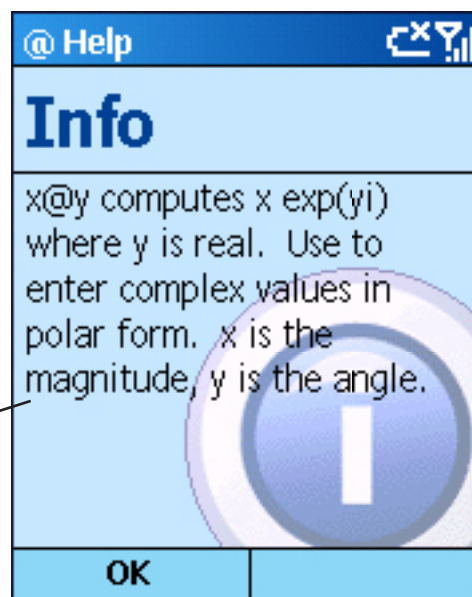 @ Help
Info
x@y computes x exp(yi)
where y is real.  Use to
enter complex values in
polar form.  x is the
magnitude, y is the angle.
OK